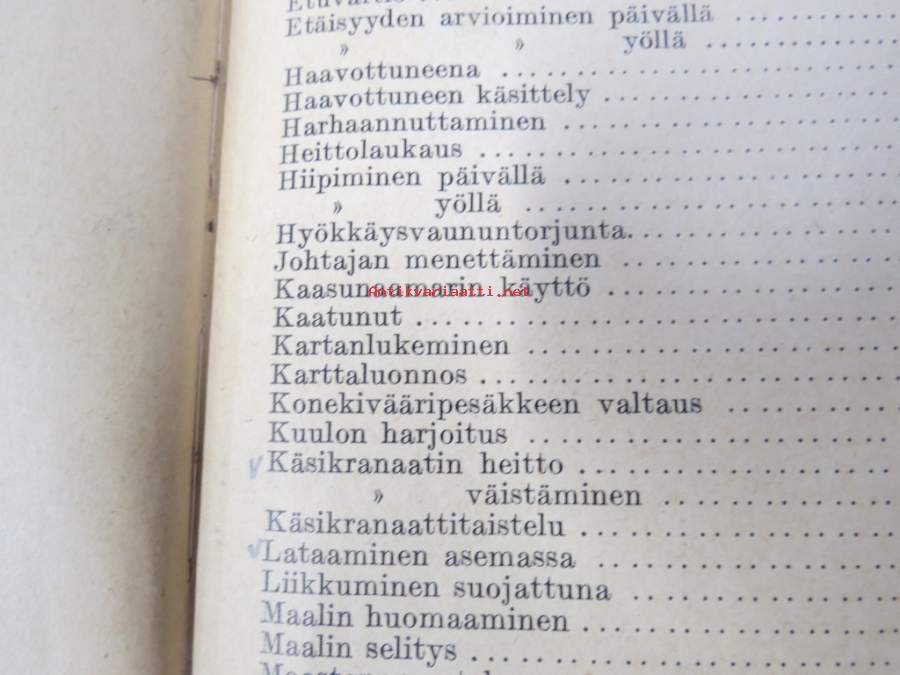 Etäisyyden arvioiminen päivällä ............
» » yöllä ............
Haavottuneena ............
Haavottuneen käsittely ............
Harhaannuttaminen ............
Heittolaukaus ............
Hiipiminen päivällä ............
» yöllä ............
Hyökkäysvaununtorjunta............
Johtajan menettäminen ............
Kaasunaamarin käyttö ............
Antikvariaatti.net
Kaatunut ............
Kartanlukeminen ............
Karttaluonnos ............
Konekivääripesäkkeen valtaus ............
Kuulon harjoitus ............
Käsikranaatin heitto ............
» väistäminen ............
Käsikranaattitaistelu ............
Lataaminen asemassa ............
Liikkuminen suojattuna ............
Maalin huomaaminen ............
Maalin selitys ............